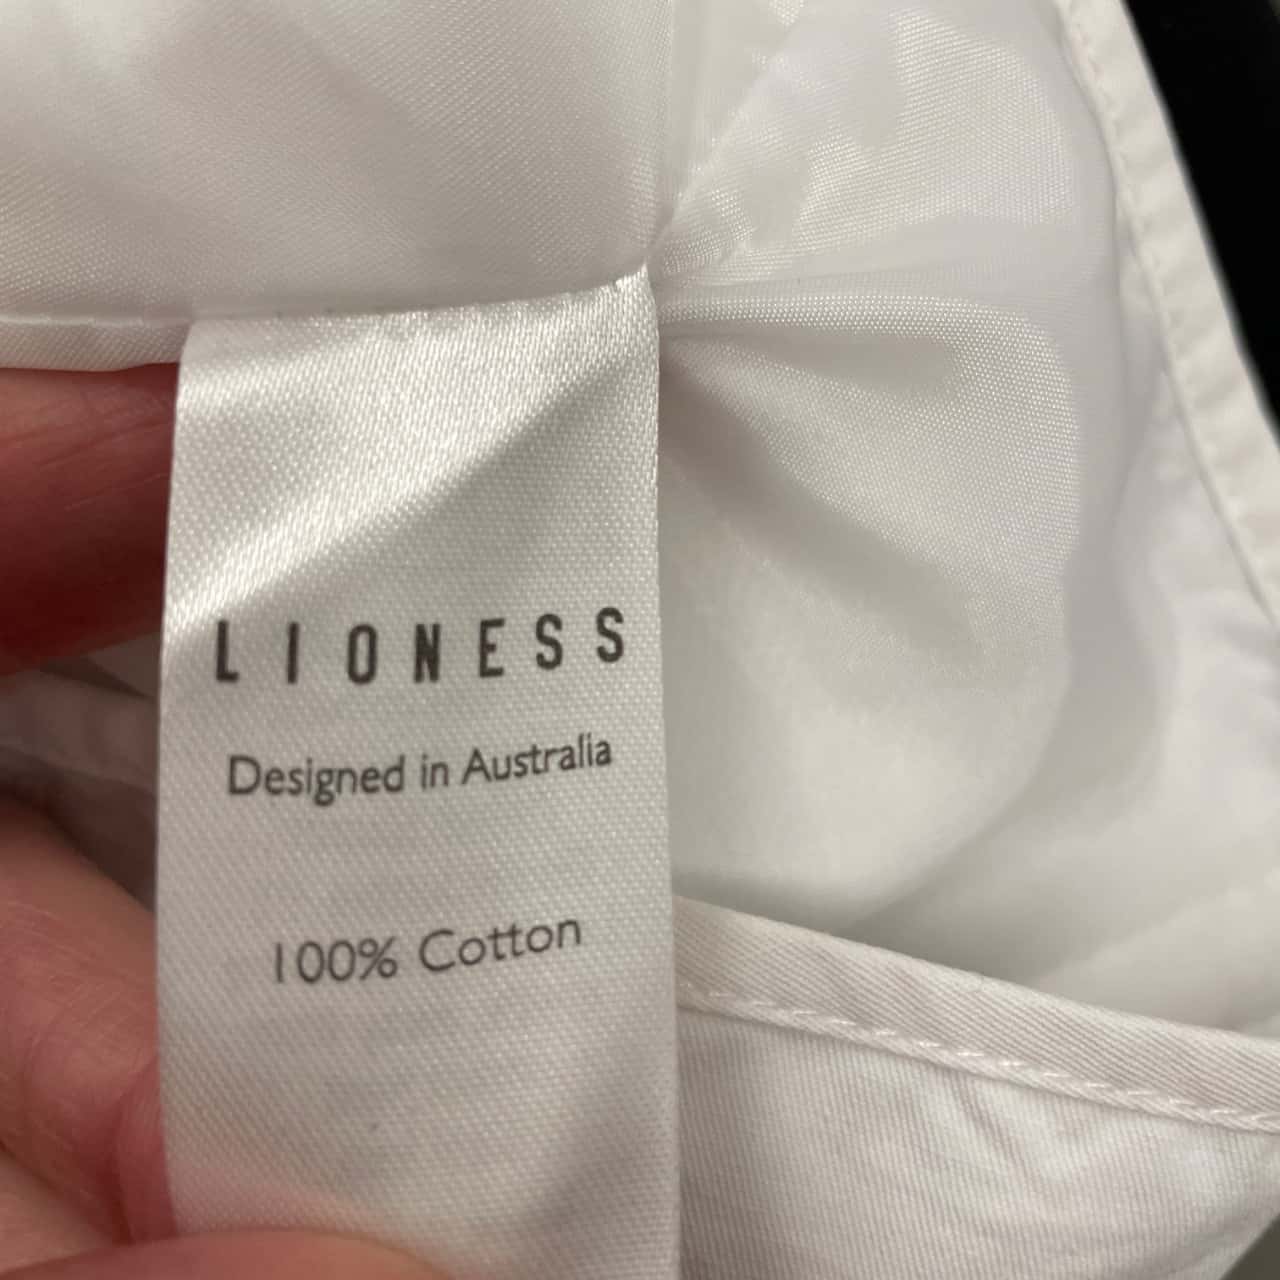 LIONESS
Designed in Australia
100% Cotton